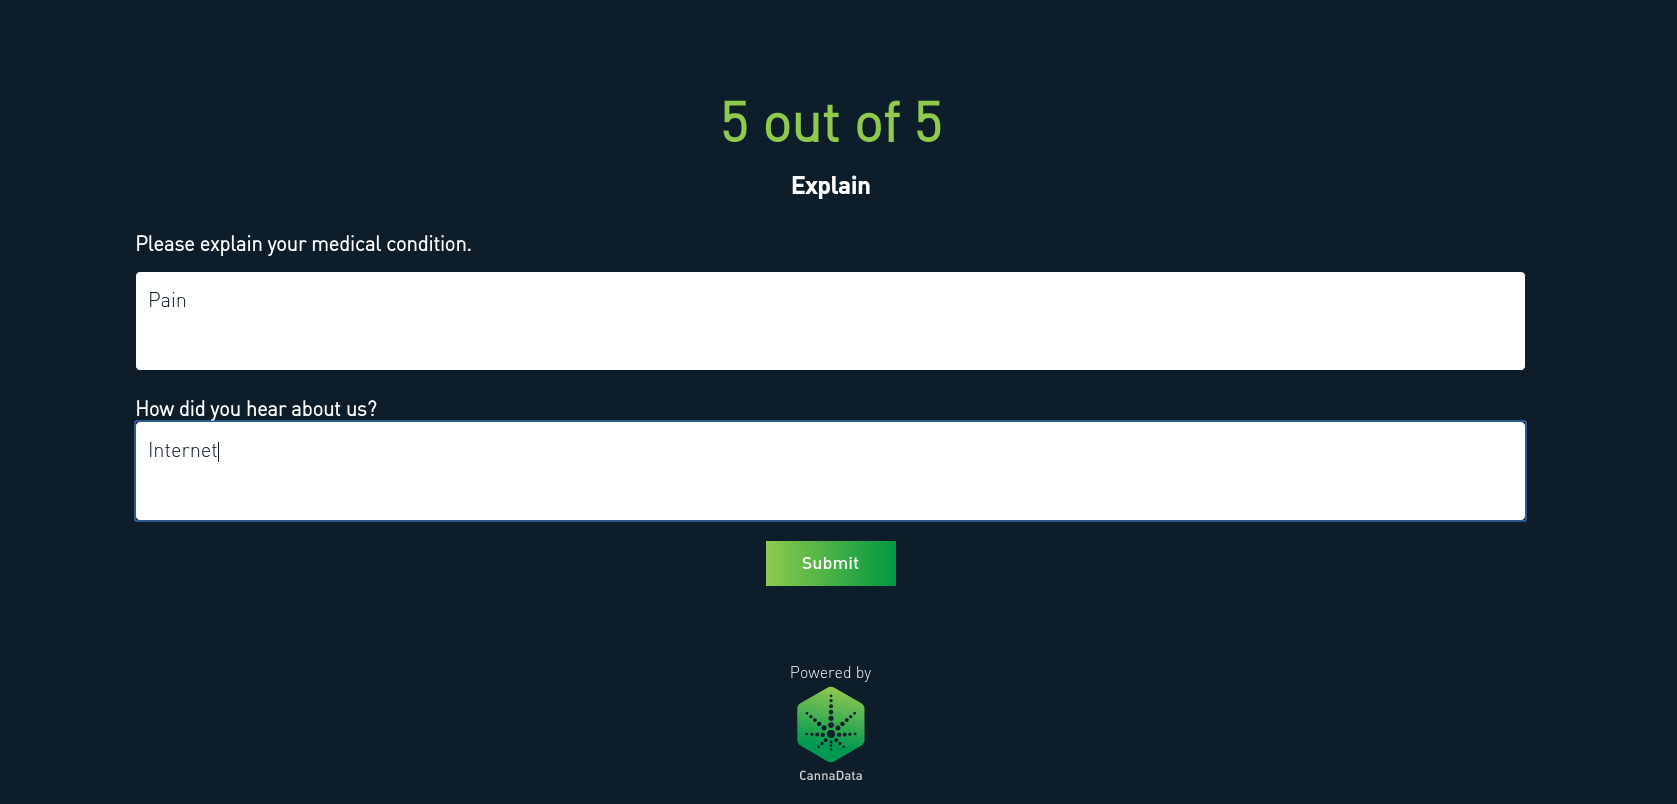 5 out of 5
Explain
Please explain your medical condition.
Pain
How did you hear about us?
Internet
Submit
Powered by
CannaData